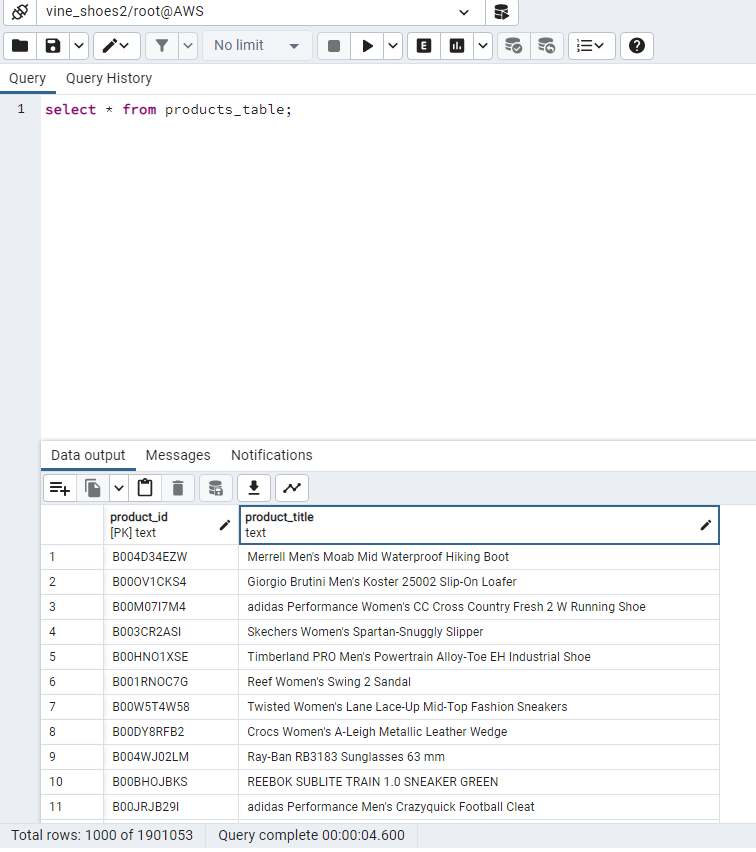 vine_shoes2/root@AWS
No limit
E
Query Query History
1 select * from products_table;
Data output Messages Notifications
product_id product_title
[PK] text text
1 B004D34EZW Merrell Men's Moab Mid Waterproof Hiking Boot
2 B00OV1CKS4 Giorgio Brutini Men's Koster 25002 Slip-On Loafer
3 B00M07I7M4 adidas Performance Women's CC Cross Country Fresh 2 W Running Shoe
4 B003CR2ASI Skechers Women's Spartan-Snuggly Slipper
5 B00HNO1XSE Timberland PRO Men's Powertrain Alloy-Toe EH Industrial Shoe
6 B001RNOC7G Reef Women's Swing 2 Sandal
7 B00W5T4W58 Twisted Women's Lane Lace-Up Mid-Top Fashion Sneakers
8 B00DY8RFB2 Crocs Women's A-Leigh Metallic Leather Wedge
9 B004WJ02LM Ray-Ban RB3183 Sunglasses 63 mm
10 B00BHOJBKS REEBOK SUBLITE TRAIN 1.0 SNEAKER GREEN
11 B00JRJB29I adidas Performance Men's Crazyquick Football Cleat
Total rows: 1000 of 1901053 Query complete 00:00:04.600